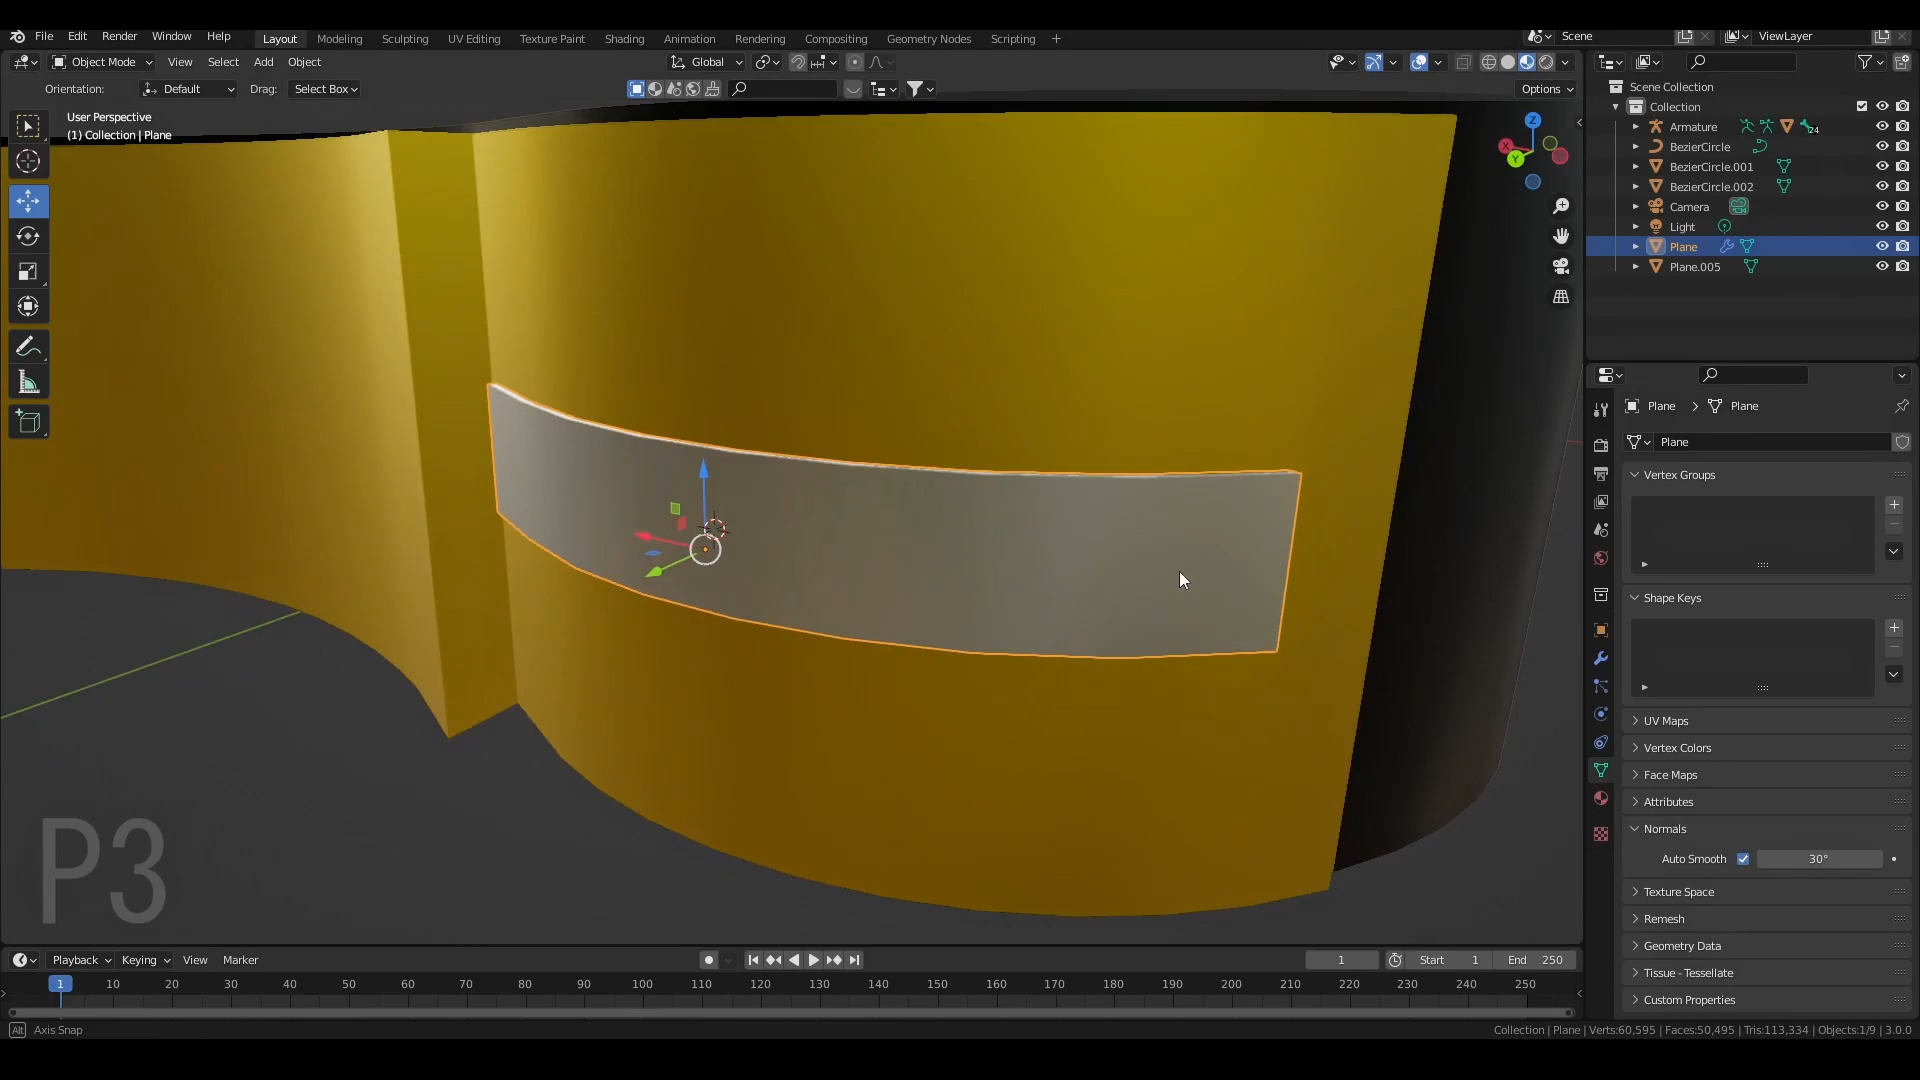 File Edit Render Window Help Layout Modeling Sculpting UV Editing Texture Paint Shading Animation Rendering Compositing Geometry Nodes Scripting + Scene ViewLayer
Object Mode View Select Add Object Global
Orientation: Default Drag: Select Box Options
User Perspective
(1) Collection | Plane
Scene Collection
Collection
Armature 24
BezierCircle
BezierCircle.001
BezierCircle.002
Camera
Light
Plane
Plane.005
X Y Z
Plane > Plane
Plane
Vertex Groups
Shape Keys
UV Maps
Vertex Colors
Face Maps
Attributes
Normals
Auto Smooth 30°
Texture Space
Remesh
Geometry Data
Tissue - Tessellate
Custom Properties
P3
Playback Keying View Marker 1 Start 1 End 250
1 10 20 30 40 50 60 70 80 90 100 110 120 130 140 150 160 170 180 190 200 210 220 230 240 250
Alt Axis Snap Collection | Plane | Verts:60,595 | Faces:50,495 | Tris:113,334 | Objects:1/9 | 3.0.0